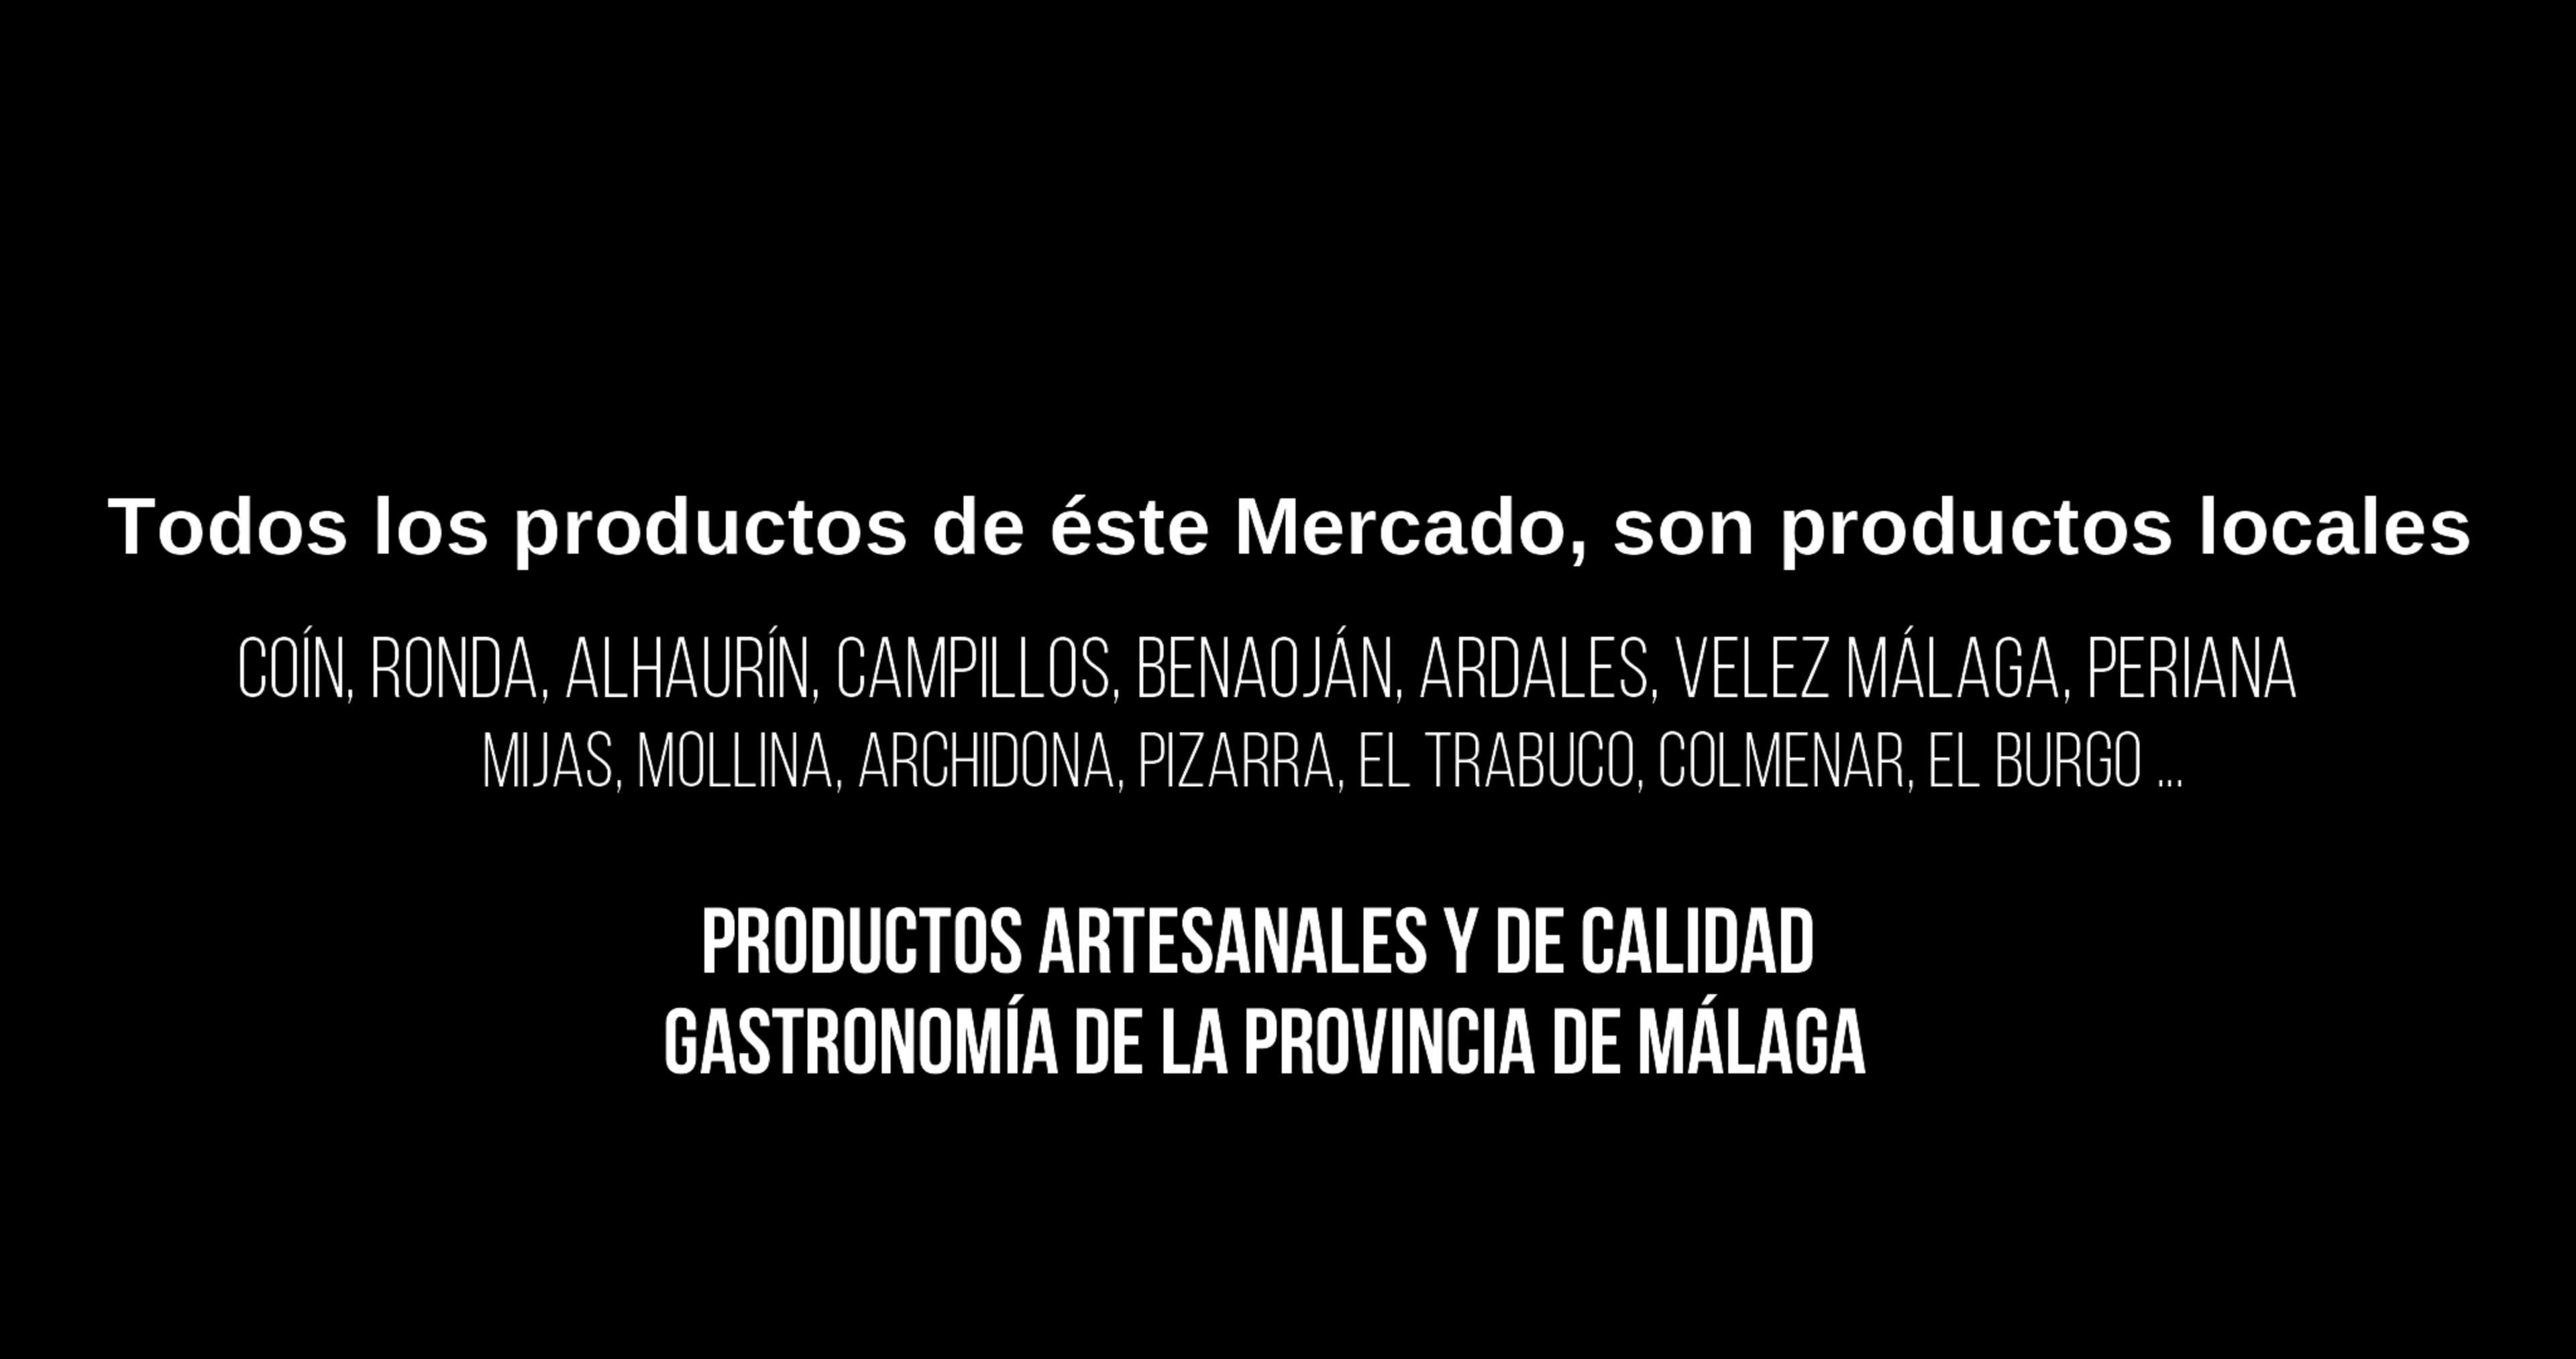 Todos los productos de éste Mercado, son productos locales
COÍN, RONDA, ALHAURÍN, CAMPILLOS, BENAOJÁN, ARDALES, VELEZ MÁLAGA, PERIANA
MIJAS, MOLLINA, ARCHIDONA, PIZARRA, EL TRABUCO, COLMENAR, EL BURGO ...
PRODUCTOS ARTESANALES Y DE CALIDAD
GASTRONOMÍA DE LA PROVINCIA DE MÁLAGA